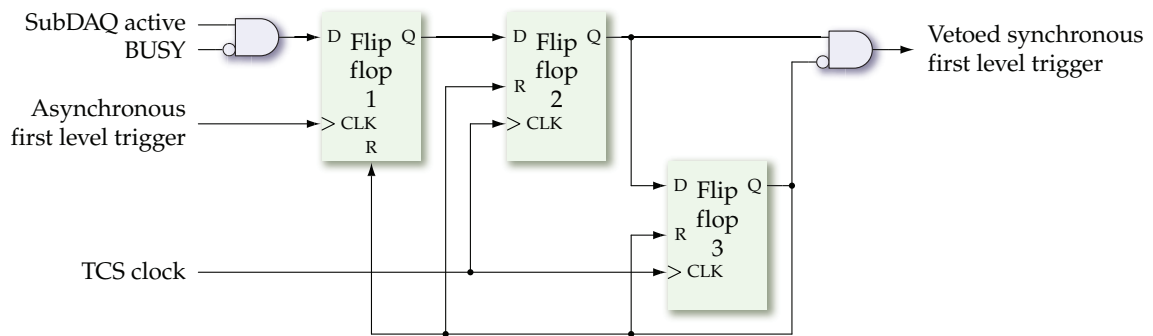 SubDAQ active
BUSY
Asynchronous
first level trigger
TCS clock
D
Flip
flop
1
Q
CLK
R
D
Flip
flop
2
Q
R
CLK
D
Flip
flop
3
Q
R
CLK
Vetoed synchronous
first level trigger